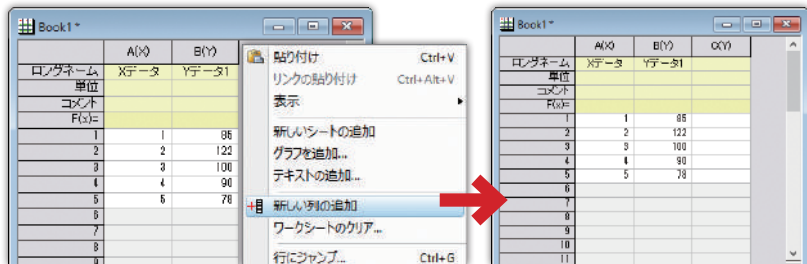 Book1 *
A(X) B(Y)
ロングネーム Xデータ Yデータ1
単位
コメント
F(x)=
1 1 85
2 2 122
3 3 100
4 4 90
5 5 78
6
7
8
9
貼り付け Ctrl+V
リンクの貼り付け Ctrl+Alt+V
表示
新しいシートの追加
グラフを追加...
テキストの追加...
新しい列の追加
ワークシートのクリア...
行にジャンプ... Ctrl+G
Book1 *
A(X) B(Y) C(Y)
ロングネーム Xデータ Yデータ1
単位
コメント
F(x)=
1 1 85
2 2 122
3 3 100
4 4 90
5 5 78
6
7
8
9
10
11